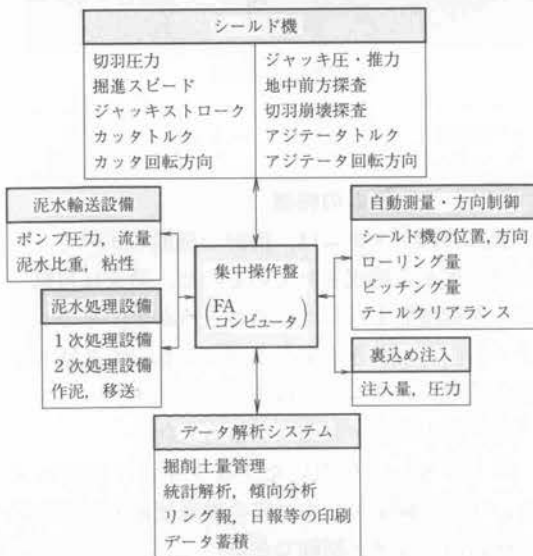 シールド機
切羽圧力
掘進スピード
ジャッキストローク
カッタトルク
カッタ回転方向
ジャッキ圧・推力
地中前方探査
切羽崩壊探査
アジテータトルク
アジテータ回転方向
泥水輸送設備
ポンプ圧力, 流量
泥水比重, 粘性
泥水処理設備
1次処理設備
2次処理設備
作泥, 移送
集中操作盤
(FA
コンピュータ)
自動測量・方向制御
シールド機の位置, 方向
ローリング量
ピッチング量
テールクリアランス
裏込め注入
注入量, 圧力
データ解析システム
掘削土量管理
統計解析, 傾向分析
リング報, 日報等の印刷
データ蓄積